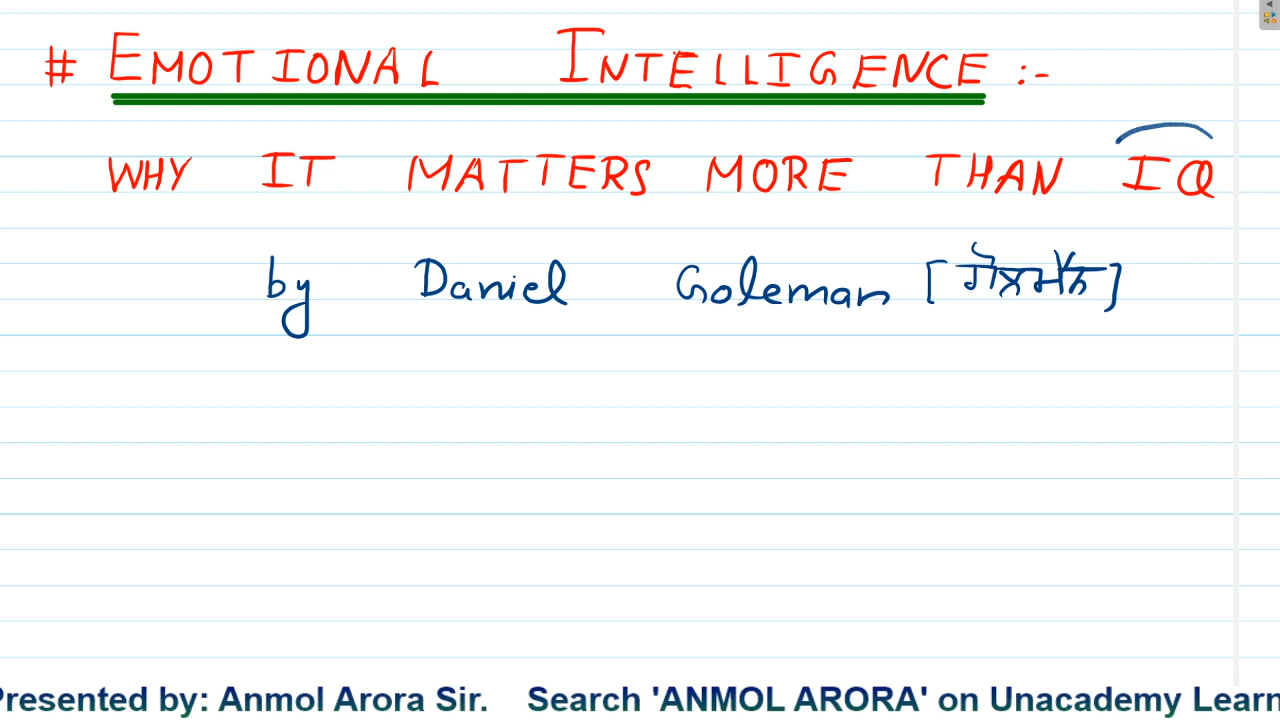 # EMOTIONAL INTELLIGENCE :-
WHY IT MATTERS MORE THAN IQ
by Daniel Goleman [ਗੋਲਮੈਨ]
Presented by: Anmol Arora Sir. Search 'ANMOL ARORA' on Unacademy Learn